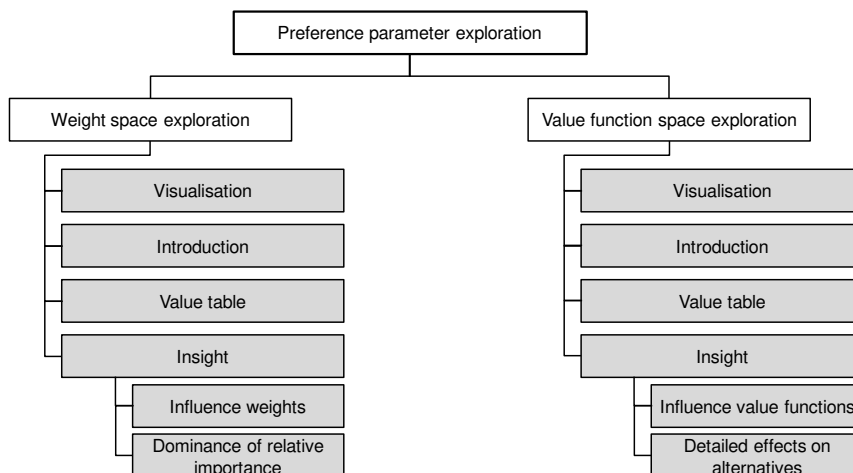 Preference parameter exploration
Weight space exploration
Value function space exploration
Visualisation
Introduction
Value table
Insight
Influence weights
Dominance of relative
importance
Visualisation
Introduction
Value table
Insight
Influence value functions
Detailed effects on
alternatives